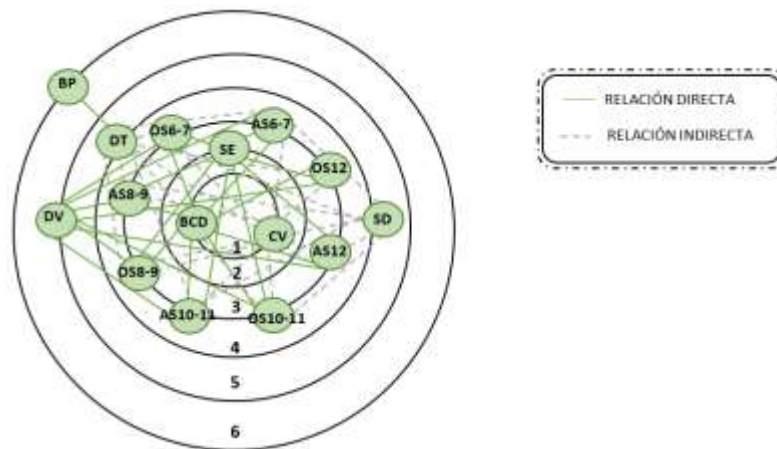 BP
DT
OS6-7
AS6-7
SE
OS12
AS8-9
DV
BCD
CV
SD
AS12
OS8-9
AS10-11
OS10-11
1
2
3
4
5
6
RELACIÓN DIRECTA
RELACIÓN INDIRECTA